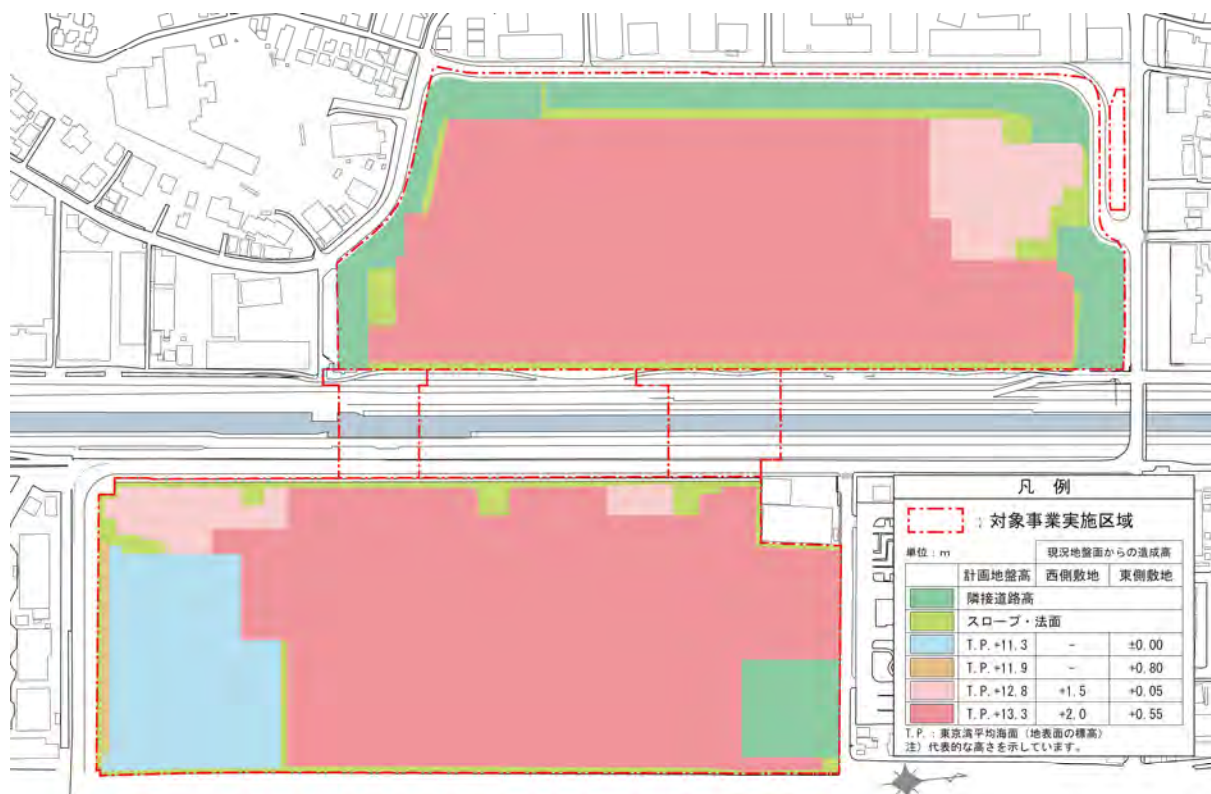 凡 例
: 対象事業実施区域
単位:m
現況地盤面からの造成高
計画地盤高 西側敷地 東側敷地
隣接道路高
スロープ・法面
T.P.+11.3 - ±0.00
T.P.+11.9 - +0.80
T.P.+12.8 +1.5 +0.05
T.P.+13.3 +2.0 +0.55
T.P.:東京湾平均海面(地表面の標高)
注)代表的な高さを示しています。